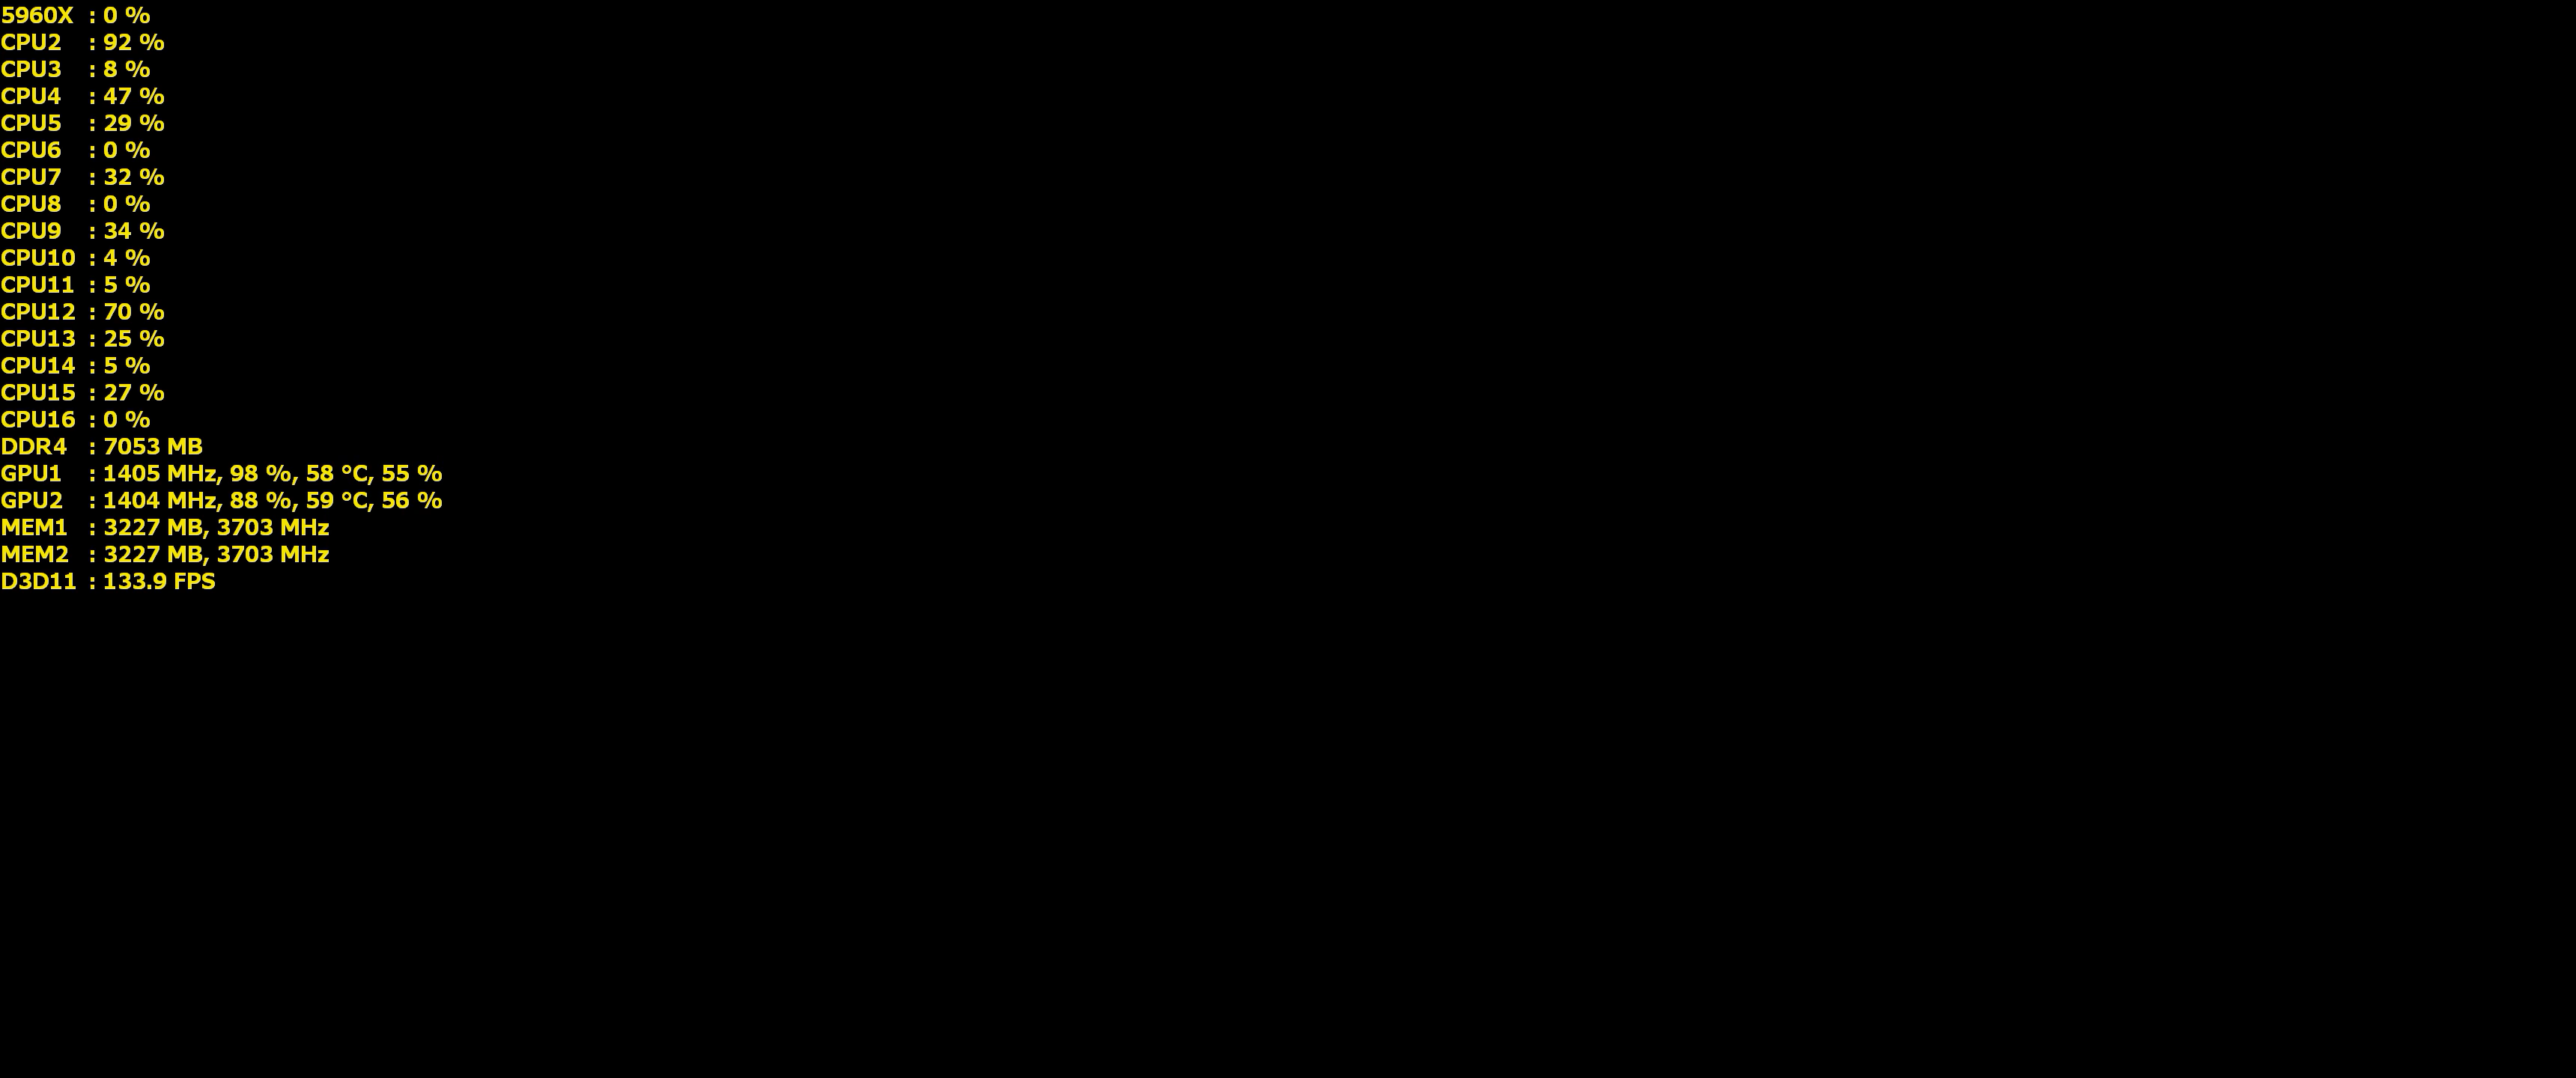 5960X : 0 %
CPU2 : 92 %
CPU3 : 8 %
CPU4 : 47 %
CPU5 : 29 %
CPU6 : 0 %
CPU7 : 32 %
CPU8 : 0 %
CPU9 : 34 %
CPU10 : 4 %
CPU11 : 5 %
CPU12 : 70 %
CPU13 : 25 %
CPU14 : 5 %
CPU15 : 27 %
CPU16 : 0 %
DDR4 : 7053 MB
GPU1 : 1405 MHz, 98 %, 58 °C, 55 %
GPU2 : 1404 MHz, 88 %, 59 °C, 56 %
MEM1 : 3227 MB, 3703 MHz
MEM2 : 3227 MB, 3703 MHz
D3D11 : 133.9 FPS